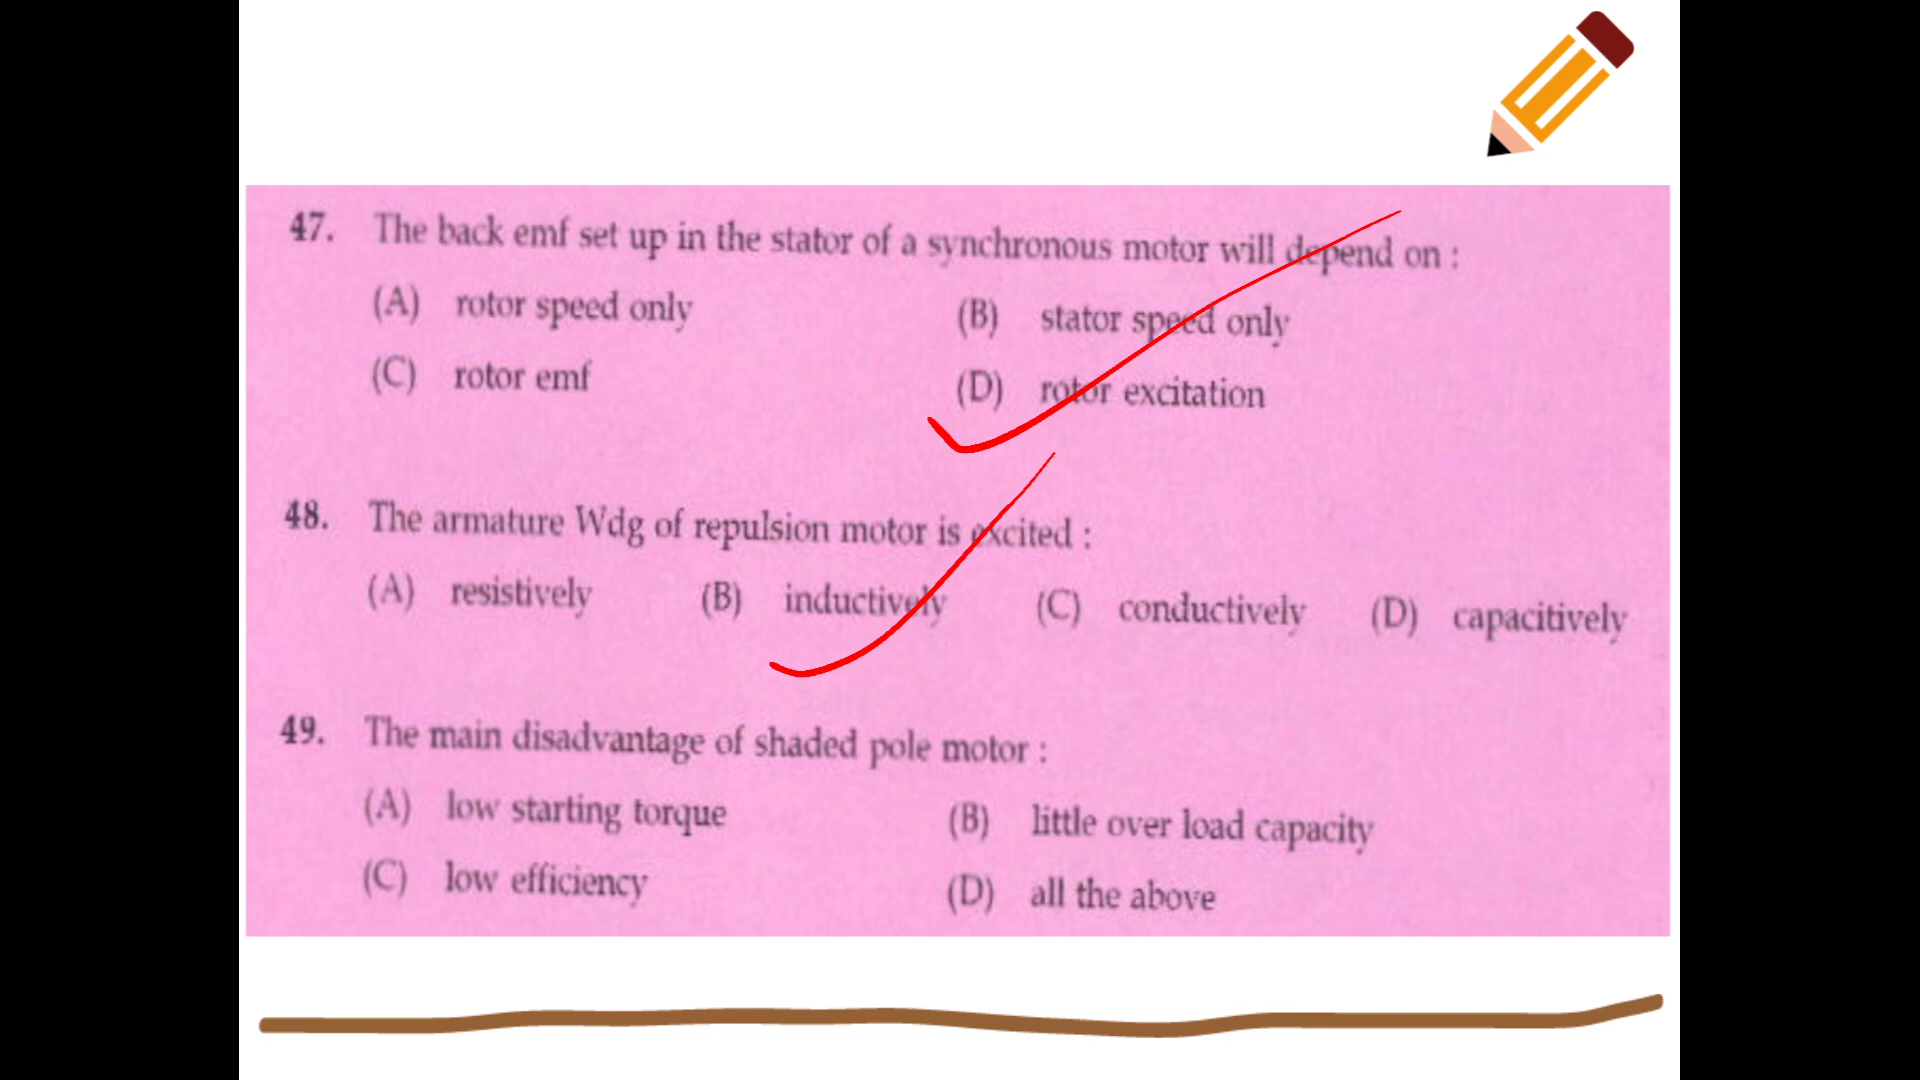 47. The back emf set up in the stator of a synchronous motor will depend on :
(A) rotor speed only (B) stator speed only
(C) rotor emf (D) rotor excitation
48. The armature Wdg of repulsion motor is excited :
(A) resistively (B) inductively (C) conductively (D) capacitively
49. The main disadvantage of shaded pole motor :
(A) low starting torque (B) little over load capacity
(C) low efficiency (D) all the above